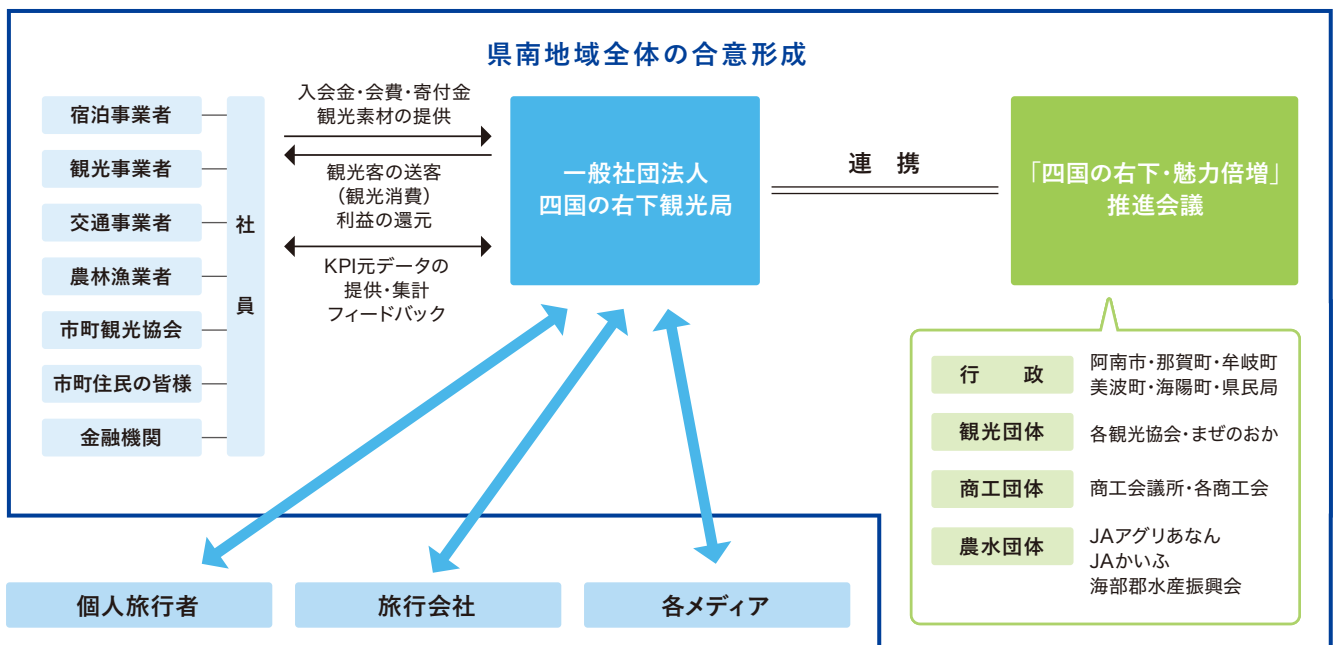 県南地域全体の合意形成
宿泊事業者
観光事業者
交通事業者
農林漁業者
市町観光協会
市町住民の皆様
金融機関
社員
入会金・会費・寄付金
観光素材の提供
観光客の送客
(観光消費)
利益の還元
KPI元データの
提供・集計
フィードバック
一般社団法人
四国の右下観光局
連携
「四国の右下・魅力倍増」
推進会議
行政
阿南市・那賀町・牟岐町
美波町・海陽町・県民局
観光団体
各観光協会・まぜのおか
商工団体
商工会議所・各商工会
農水団体
JAアグリあなん
JAかいふ
海部郡水産振興会
個人旅行者
旅行会社
各メディア